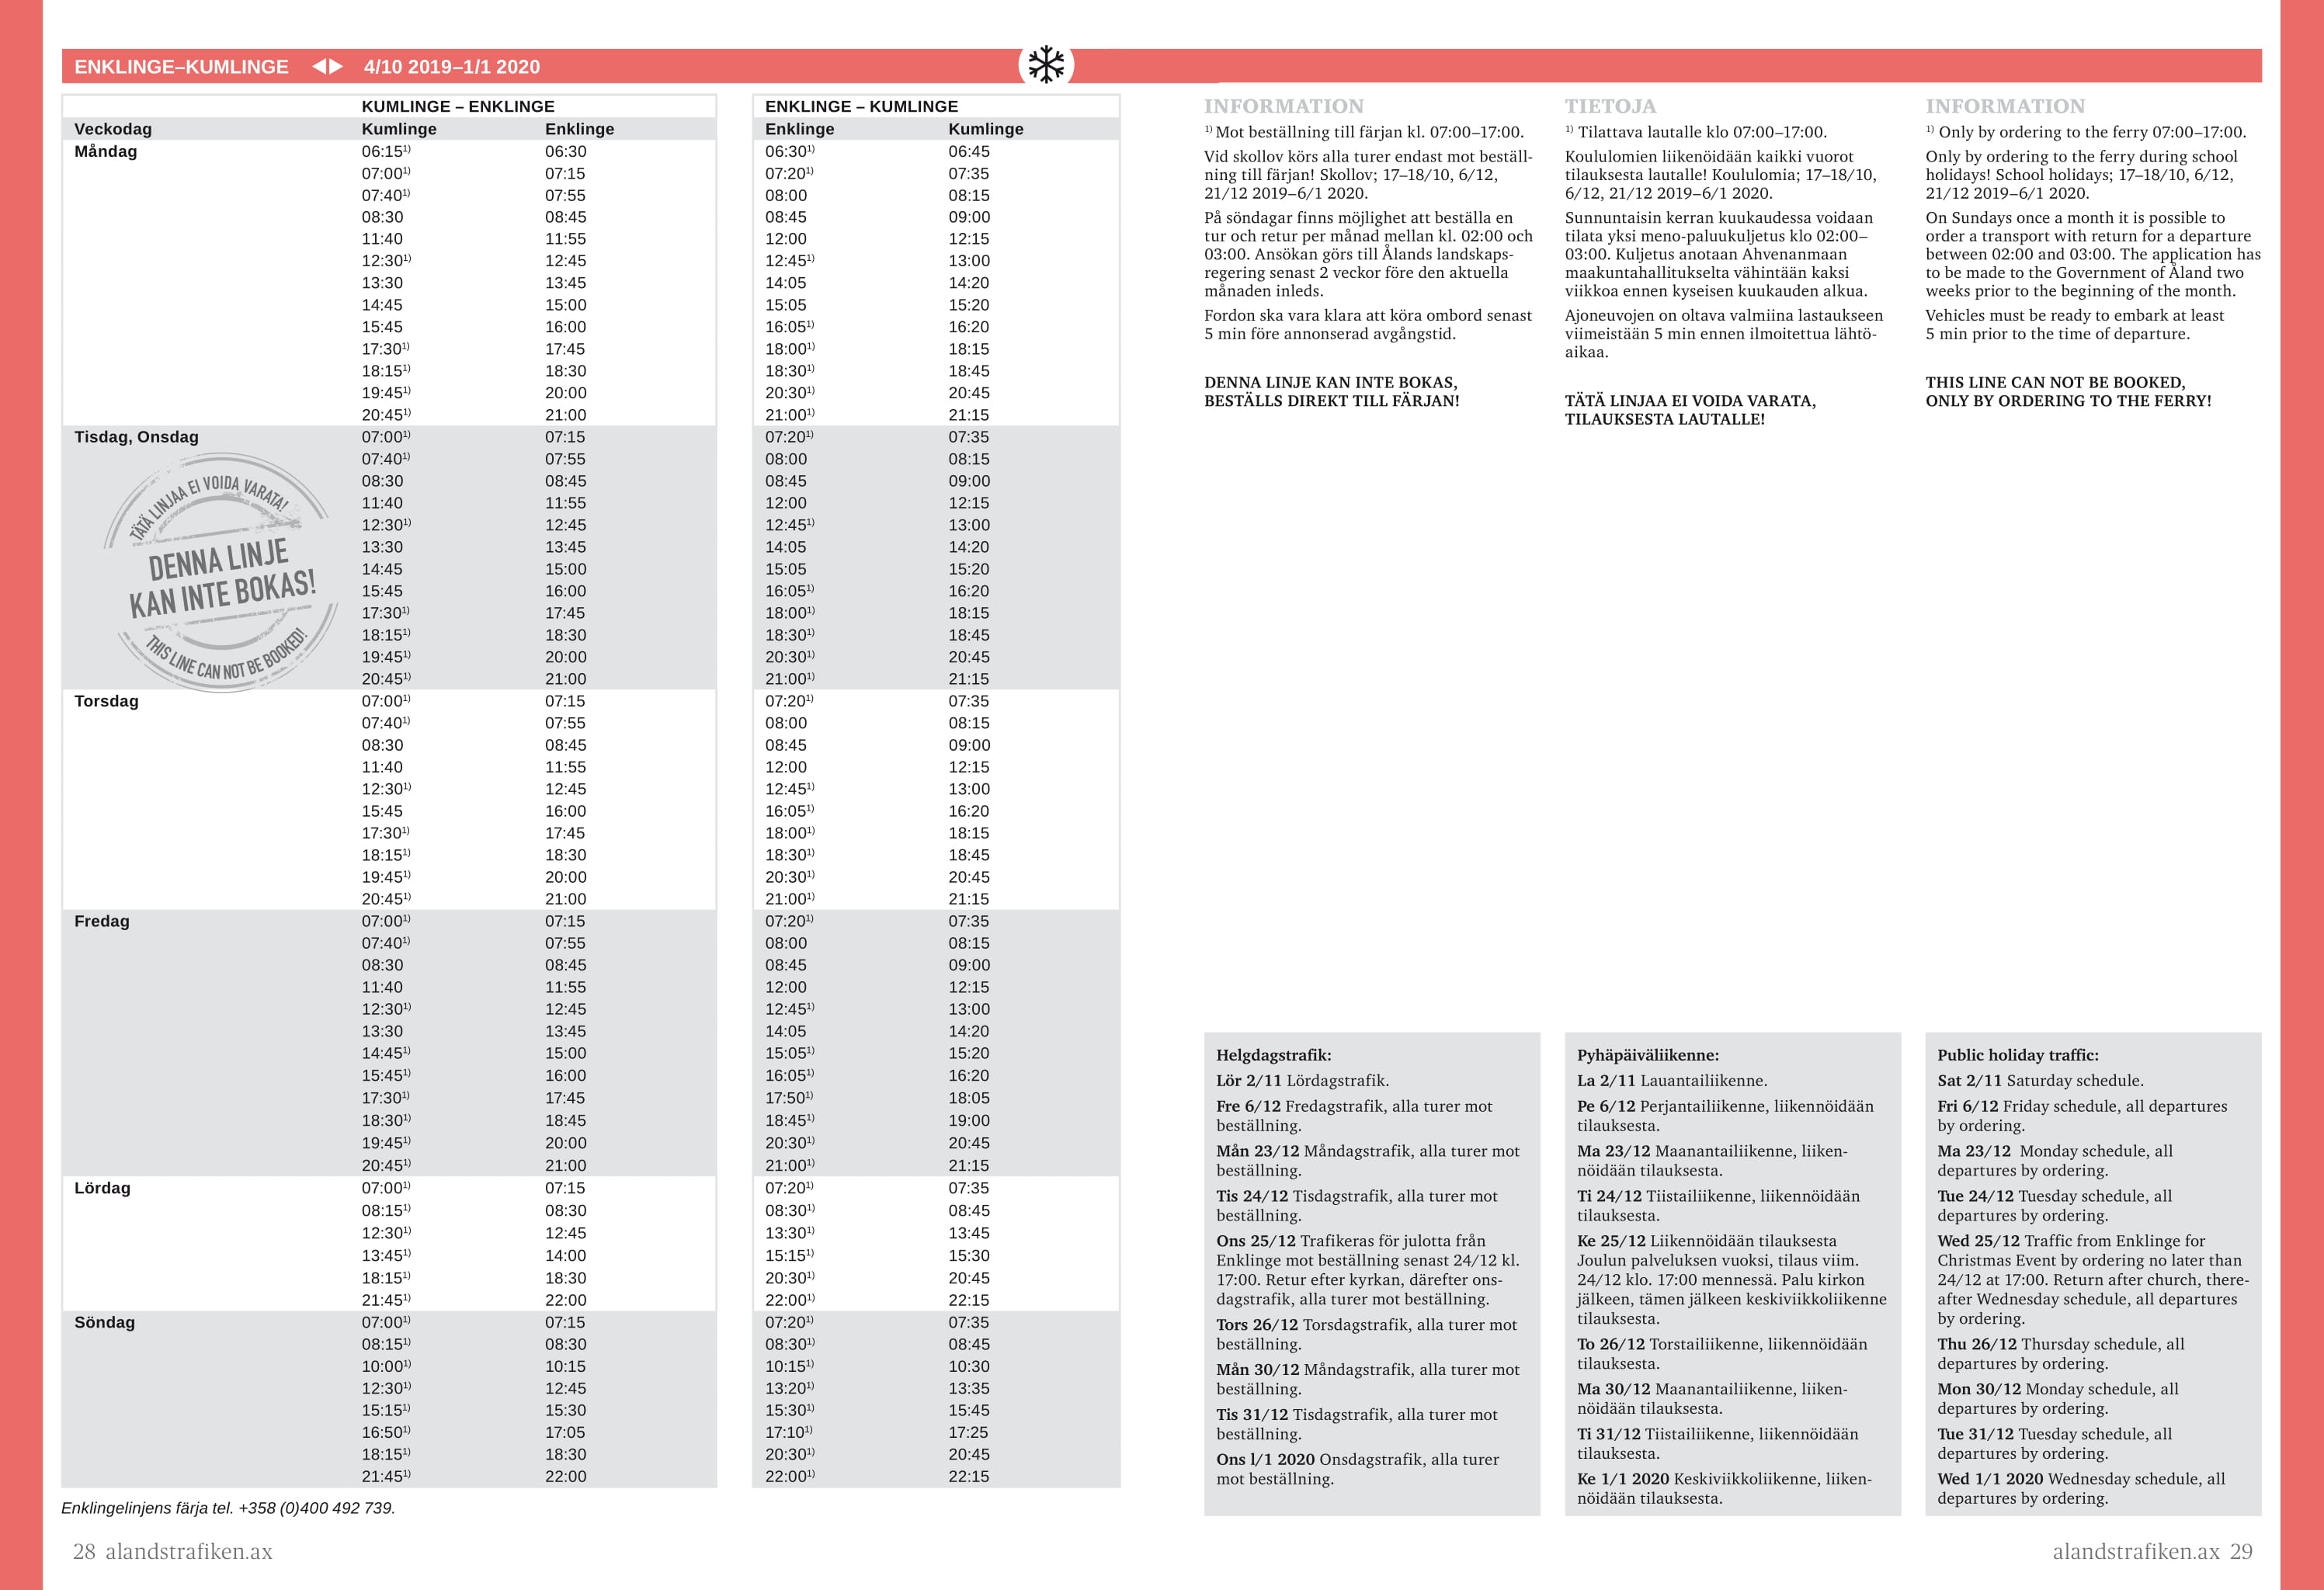 ENKLINGE–KUMLINGE 4/10 2019–1/1 2020
KUMLINGE – ENKLINGE ENKLINGE – KUMLINGE
Veckodag Kumlinge Enklinge Enklinge Kumlinge
Måndag 06:15¹⁾ 06:30 06:30¹⁾ 06:45
07:00¹⁾ 07:15 07:20¹⁾ 07:35
07:40¹⁾ 07:55 08:00 08:15
08:30 08:45 08:45 09:00
11:40 11:55 12:00 12:15
12:30¹⁾ 12:45 12:45¹⁾ 13:00
13:30 13:45 14:05 14:20
14:45 15:00 15:05 15:20
15:45 16:00 16:05¹⁾ 16:20
17:30¹⁾ 17:45 18:00¹⁾ 18:15
18:15¹⁾ 18:30 18:30¹⁾ 18:45
19:45¹⁾ 20:00 20:30¹⁾ 20:45
20:45¹⁾ 21:00 21:00¹⁾ 21:15
Tisdag, Onsdag 07:00¹⁾ 07:15 07:20¹⁾ 07:35
07:40¹⁾ 07:55 08:00 08:15
08:30 08:45 08:45 09:00
11:40 11:55 12:00 12:15
12:30¹⁾ 12:45 12:45¹⁾ 13:00
13:30 13:45 14:05 14:20
14:45 15:00 15:05 15:20
15:45 16:00 16:05¹⁾ 16:20
17:30¹⁾ 17:45 18:00¹⁾ 18:15
18:15¹⁾ 18:30 18:30¹⁾ 18:45
19:45¹⁾ 20:00 20:30¹⁾ 20:45
20:45¹⁾ 21:00 21:00¹⁾ 21:15
TÄTÄ LINJAA EI VOIDA VARATA!
DENNA LINJE
KAN INTE BOKAS!
THIS LINE CAN NOT BE BOOKED!
Torsdag 07:00¹⁾ 07:15 07:20¹⁾ 07:35
07:40¹⁾ 07:55 08:00 08:15
08:30 08:45 08:45 09:00
11:40 11:55 12:00 12:15
12:30¹⁾ 12:45 12:45¹⁾ 13:00
15:45 16:00 16:05¹⁾ 16:20
17:30¹⁾ 17:45 18:00¹⁾ 18:15
18:15¹⁾ 18:30 18:30¹⁾ 18:45
19:45¹⁾ 20:00 20:30¹⁾ 20:45
20:45¹⁾ 21:00 21:00¹⁾ 21:15
Fredag 07:00¹⁾ 07:15 07:20¹⁾ 07:35
07:40¹⁾ 07:55 08:00 08:15
08:30 08:45 08:45 09:00
11:40 11:55 12:00 12:15
12:30¹⁾ 12:45 12:45¹⁾ 13:00
13:30 13:45 14:05 14:20
14:45¹⁾ 15:00 15:05¹⁾ 15:20
15:45¹⁾ 16:00 16:05¹⁾ 16:20
17:30¹⁾ 17:45 17:50¹⁾ 18:05
18:30¹⁾ 18:45 18:45¹⁾ 19:00
19:45¹⁾ 20:00 20:30¹⁾ 20:45
20:45¹⁾ 21:00 21:00¹⁾ 21:15
Lördag 07:00¹⁾ 07:15 07:20¹⁾ 07:35
08:15¹⁾ 08:30 08:30¹⁾ 08:45
12:30¹⁾ 12:45 13:30¹⁾ 13:45
13:45¹⁾ 14:00 15:15¹⁾ 15:30
18:15¹⁾ 18:30 20:30¹⁾ 20:45
21:45¹⁾ 22:00 22:00¹⁾ 22:15
Söndag 07:00¹⁾ 07:15 07:20¹⁾ 07:35
08:15¹⁾ 08:30 08:30¹⁾ 08:45
10:00¹⁾ 10:15 10:15¹⁾ 10:30
12:30¹⁾ 12:45 13:20¹⁾ 13:35
15:15¹⁾ 15:30 15:30¹⁾ 15:45
16:50¹⁾ 17:05 17:10¹⁾ 17:25
18:15¹⁾ 18:30 20:30¹⁾ 20:45
21:45¹⁾ 22:00 22:00¹⁾ 22:15
Enklingelinjens färja tel. +358 (0)400 492 739.
28 alandstrafiken.ax
INFORMATION
¹⁾ Mot beställning till färjan kl. 07:00–17:00.
Vid skollov körs alla turer endast mot beställ-
ning till färjan! Skollov; 17–18/10, 6/12,
21/12 2019–6/1 2020.
På söndagar finns möjlighet att beställa en
tur och retur per månad mellan kl. 02:00 och
03:00. Ansökan görs till Ålands landskaps-
regering senast 2 veckor före den aktuella
månaden inleds.
Fordon ska vara klara att köra ombord senast
5 min före annonserad avgångstid.
DENNA LINJE KAN INTE BOKAS,
BESTÄLLS DIREKT TILL FÄRJAN!
TIETOJA
¹⁾ Tilattava lautalle klo 07:00–17:00.
Koululomien liikenöidään kaikki vuorot
tilauksesta lautalle! Koululomia; 17–18/10,
6/12, 21/12 2019–6/1 2020.
Sunnuntaisin kerran kuukaudessa voidaan
tilata yksi meno-paluukuljetus klo 02:00–
03:00. Kuljetus anotaan Ahvenanmaan
maakuntahallitukselta vähintään kaksi
viikkoa ennen kyseisen kuukauden alkua.
Ajoneuvojen on oltava valmiina lastaukseen
viimeistään 5 min ennen ilmoitettua lähtö-
aikaa.
TÄTÄ LINJAA EI VOIDA VARATA,
TILAUKSESTA LAUTALLE!
INFORMATION
¹⁾ Only by ordering to the ferry 07:00–17:00.
Only by ordering to the ferry during school
holidays! School holidays; 17–18/10, 6/12,
21/12 2019–6/1 2020.
On Sundays once a month it is possible to
order a transport with return for a departure
between 02:00 and 03:00. The application has
to be made to the Government of Åland two
weeks prior to the beginning of the month.
Vehicles must be ready to embark at least
5 min prior to the time of departure.
THIS LINE CAN NOT BE BOOKED,
ONLY BY ORDERING TO THE FERRY!
Helgdagstrafik:
Lör 2/11 Lördagstrafik.
Fre 6/12 Fredagstrafik, alla turer mot
beställning.
Mån 23/12 Måndagstrafik, alla turer mot
beställning.
Tis 24/12 Tisdagstrafik, alla turer mot
beställning.
Ons 25/12 Trafikeras för julotta från
Enklinge mot beställning senast 24/12 kl.
17:00. Retur efter kyrkan, därefter ons-
dagstrafik, alla turer mot beställning.
Tors 26/12 Torsdagstrafik, alla turer mot
beställning.
Mån 30/12 Måndagstrafik, alla turer mot
beställning.
Tis 31/12 Tisdagstrafik, alla turer mot
beställning.
Ons l/1 2020 Onsdagstrafik, alla turer
mot beställning.
Pyhäpäiväliikenne:
La 2/11 Lauantailiikenne.
Pe 6/12 Perjantailiikenne, liikennöidään
tilauksesta.
Ma 23/12 Maanantailiikenne, liiken-
nöidään tilauksesta.
Ti 24/12 Tiistailiikenne, liikennöidään
tilauksesta.
Ke 25/12 Liikennöidään tilauksesta
Joulun palveluksen vuoksi, tilaus viim.
24/12 klo. 17:00 mennessä. Palu kirkon
jälkeen, tämen jälkeen keskiviikkoliikenne
tilauksesta.
To 26/12 Torstailiikenne, liikennöidään
tilauksesta.
Ma 30/12 Maanantailiikenne, liiken-
nöidään tilauksesta.
Ti 31/12 Tiistailiikenne, liikennöidään
tilauksesta.
Ke 1/1 2020 Keskiviikkoliikenne, liiken-
nöidään tilauksesta.
Public holiday traffic:
Sat 2/11 Saturday schedule.
Fri 6/12 Friday schedule, all departures
by ordering.
Ma 23/12 Monday schedule, all
departures by ordering.
Tue 24/12 Tuesday schedule, all
departures by ordering.
Wed 25/12 Traffic from Enklinge for
Christmas Event by ordering no later than
24/12 at 17:00. Return after church, there-
after Wednesday schedule, all departures
by ordering.
Thu 26/12 Thursday schedule, all
departures by ordering.
Mon 30/12 Monday schedule, all
departures by ordering.
Tue 31/12 Tuesday schedule, all
departures by ordering.
Wed 1/1 2020 Wednesday schedule, all
departures by ordering.
alandstrafiken.ax 29